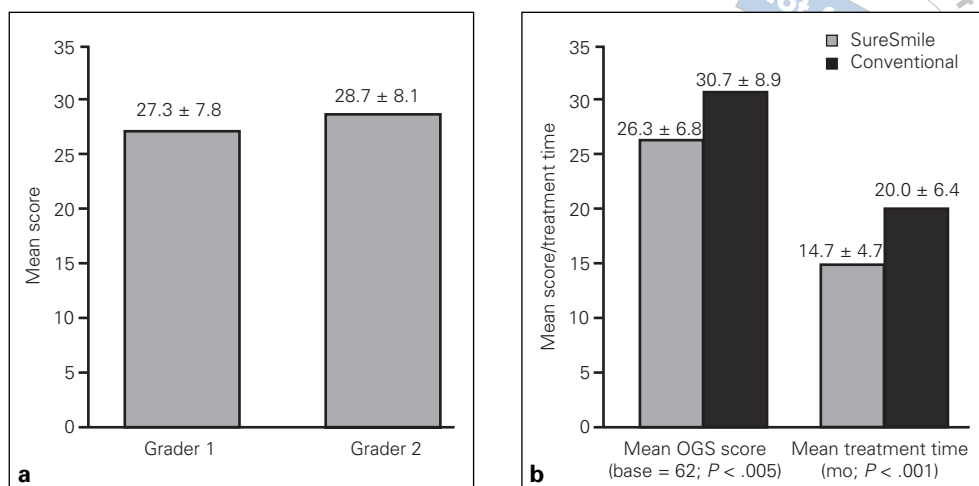 35
30
25
20
15
10
5
0
Mean score
27.3 ± 7.8
28.7 ± 8.1
Grader 1
Grader 2
a
35
30
25
20
15
10
5
0
Mean score/treatment time
SureSmile
Conventional
26.3 ± 6.8
30.7 ± 8.9
14.7 ± 4.7
20.0 ± 6.4
Mean OGS score
(base = 62; P < .005)
Mean treatment time
(mo; P < .001)
b